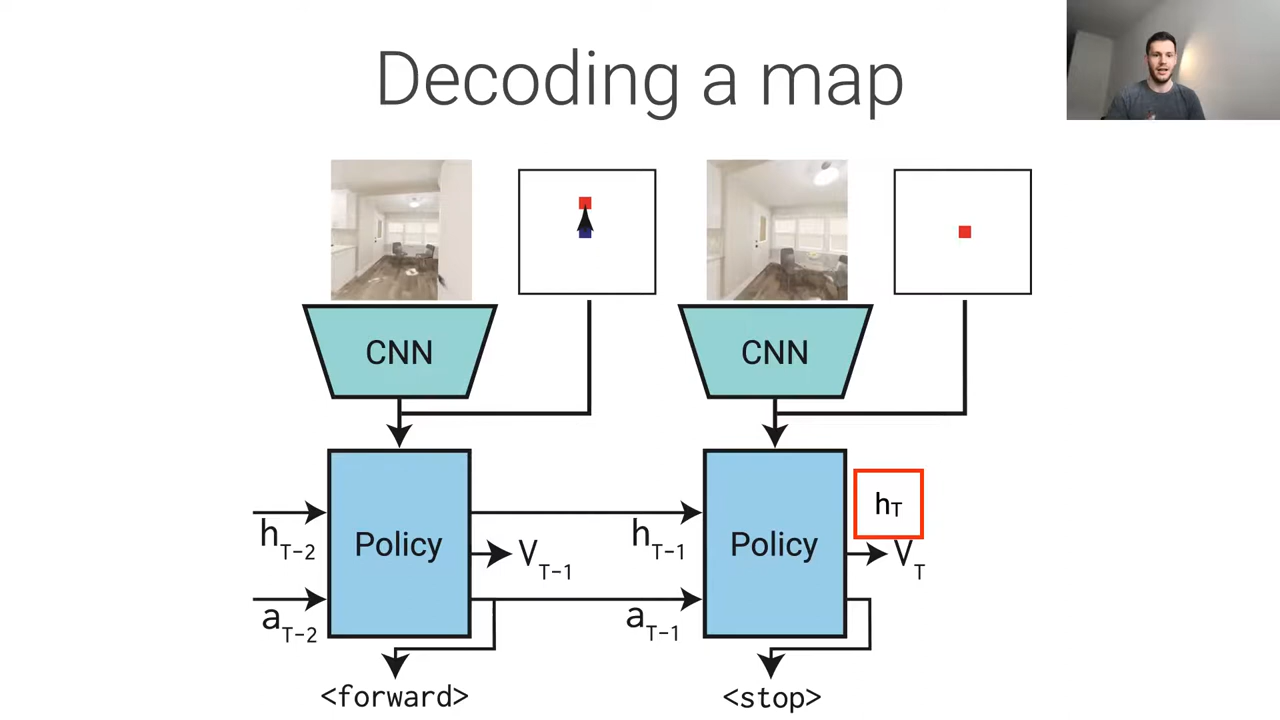 Decoding a map
CNN
CNN
h_T-2
Policy
V_T-1
h_T-1
Policy
h_T
V_T
a_T-2
a_T-1
<forward>
<stop>